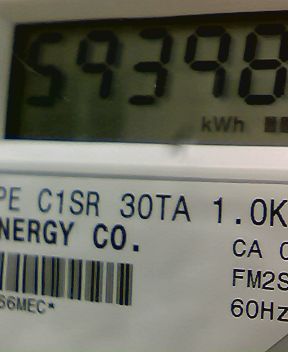 59398
kWh
PE C1SR 30TA 1.0K
NERGY CO.
CA
FM2S
60Hz
66MEC*